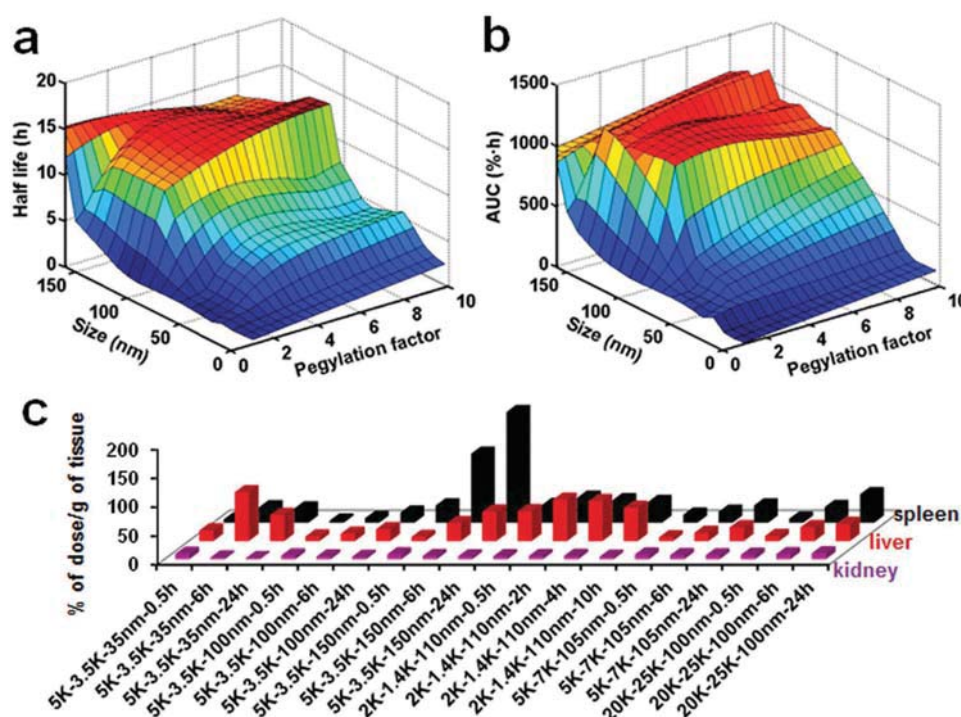 a
b
20
15
10
5
0
Half life (h)
150
100
50
0
Size (nm)
0
2
4
6
8
10
Pegylation factor
1500
1000
500
0
AUC (%·h)
150
100
50
0
Size (nm)
0
2
4
6
8
10
Pegylation factor
c
% of dose/g of tissue
200
150
100
50
0
spleen
liver
kidney
5K-3.5K-35nm-0.5h
5K-3.5K-35nm-6h
5K-3.5K-35nm-24h
5K-3.5K-100nm-0.5h
5K-3.5K-100nm-6h
5K-3.5K-100nm-24h
5K-3.5K-150nm-0.5h
5K-3.5K-150nm-6h
5K-3.5K-150nm-24h
2K-1.4K-110nm-0.5h
2K-1.4K-110nm-2h
2K-1.4K-110nm-4h
2K-1.4K-110nm-10h
5K-7K-105nm-0.5h
5K-7K-105nm-6h
5K-7K-105nm-24h
20K-25K-100nm-0.5h
20K-25K-100nm-6h
20K-25K-100nm-24h